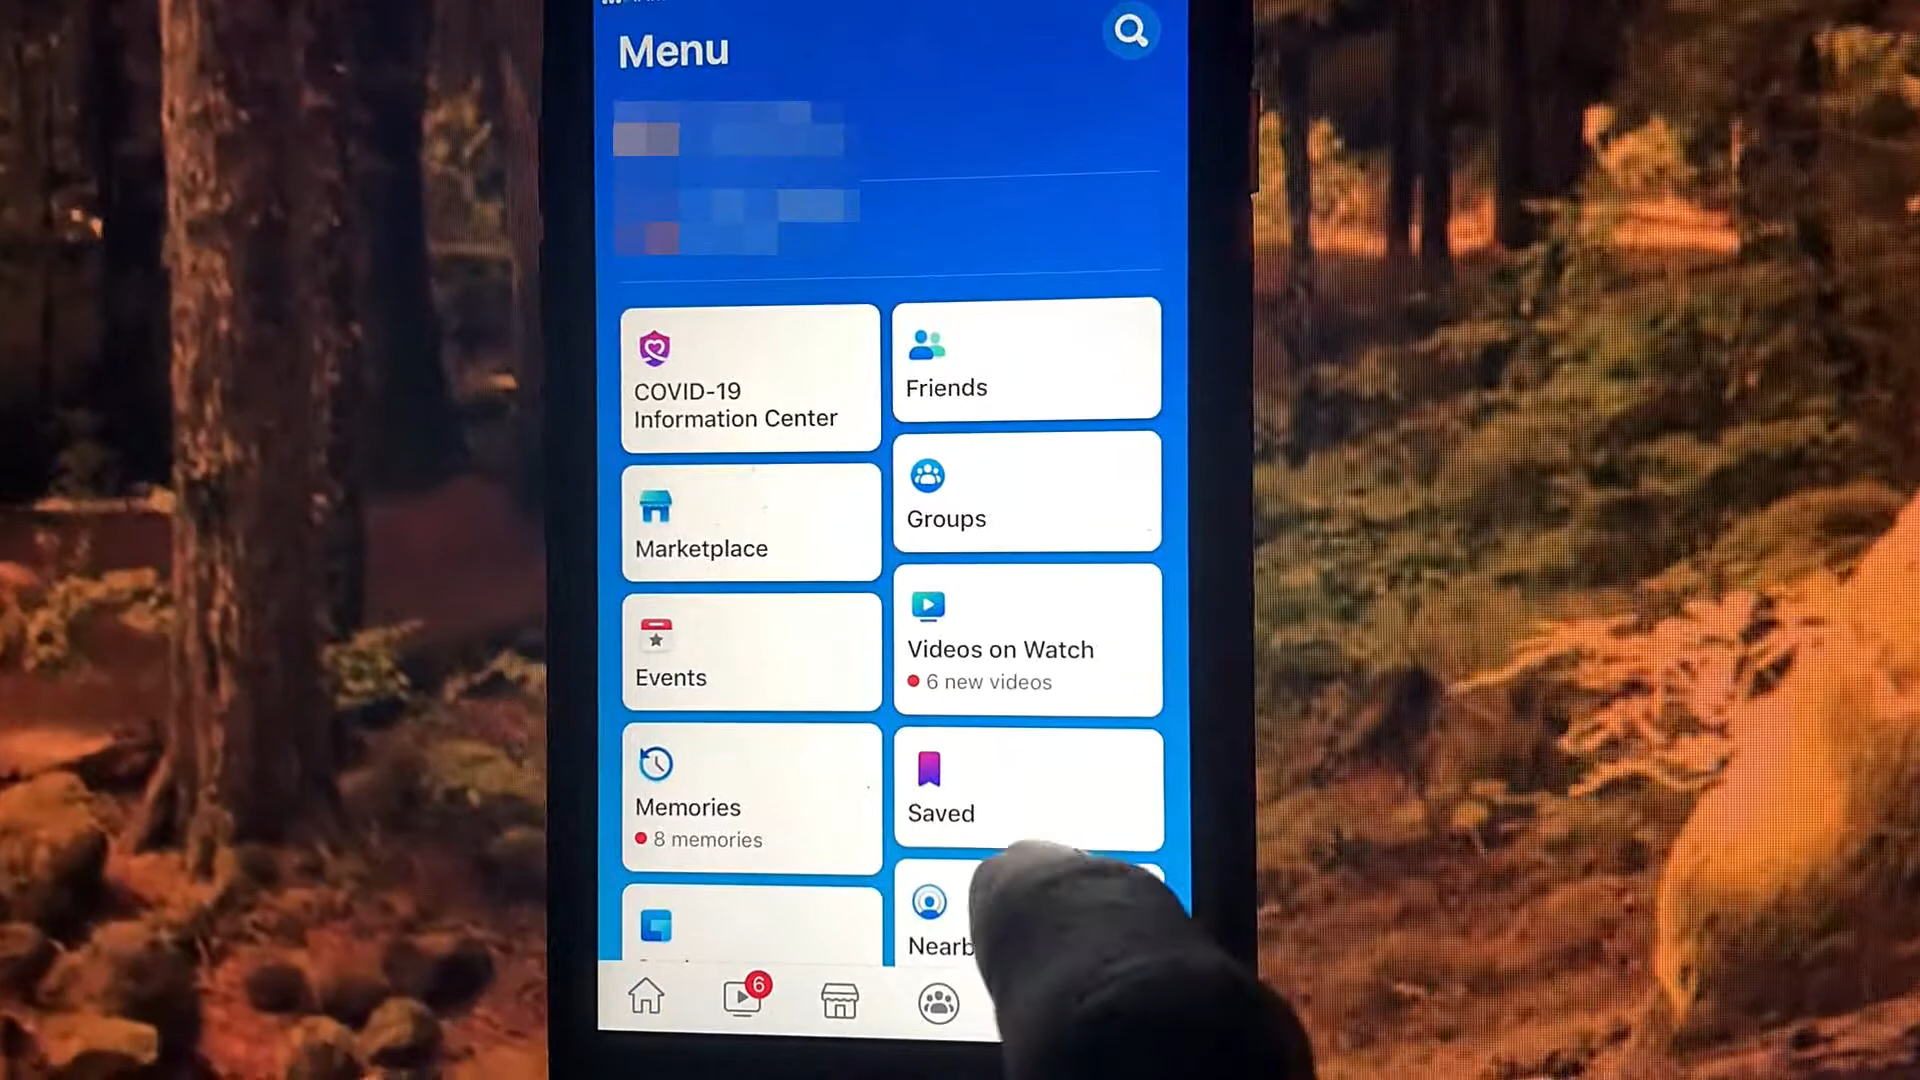 Menu
COVID-19
Information Center
Friends
Marketplace
Groups
Events
Videos on Watch
6 new videos
Memories
8 memories
Saved
Nearb
6